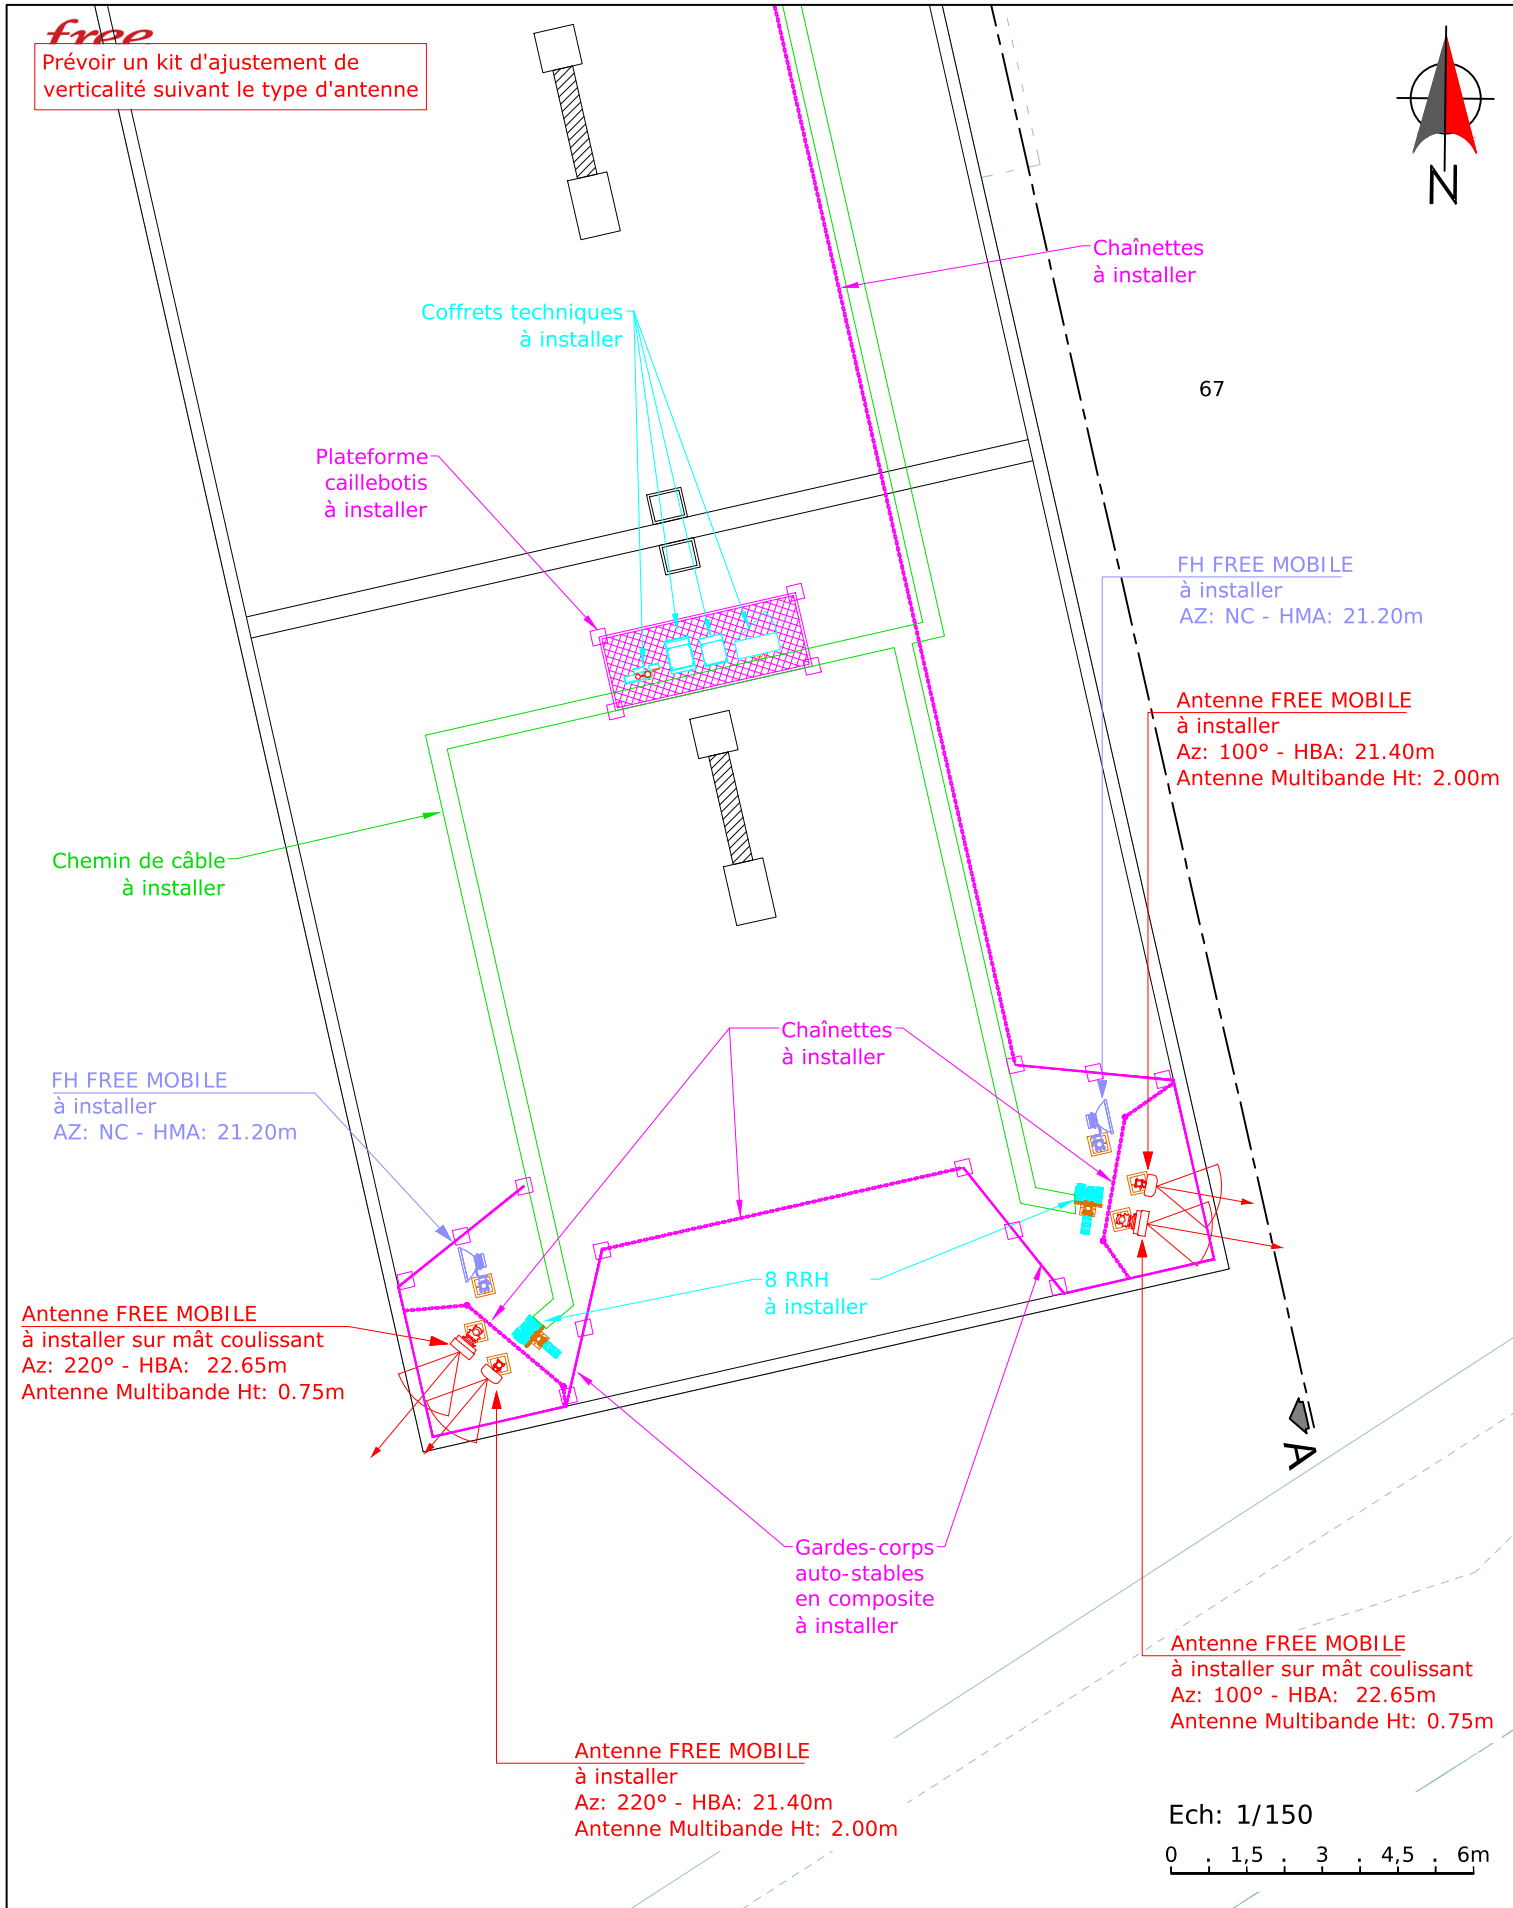 free
Prévoir un kit d'ajustement de
verticalité suivant le type d'antenne
N
Chaînettes
à installer
Coffrets techniques
à installer
67
Plateforme
caillebotis
à installer
FH FREE MOBILE
à installer
AZ: NC - HMA: 21.20m
Antenne FREE MOBILE
à installer
Az: 100° - HBA: 21.40m
Antenne Multibande Ht: 2.00m
Chemin de câble
à installer
Chaînettes
à installer
FH FREE MOBILE
à installer
AZ: NC - HMA: 21.20m
8 RRH
à installer
Antenne FREE MOBILE
à installer sur mât coulissant
Az: 220° - HBA:  22.65m
Antenne Multibande Ht: 0.75m
A
Gardes-corps
auto-stables
en composite
à installer
Antenne FREE MOBILE
à installer sur mât coulissant
Az: 100° - HBA:  22.65m
Antenne Multibande Ht: 0.75m
Antenne FREE MOBILE
à installer
Az: 220° - HBA: 21.40m
Antenne Multibande Ht: 2.00m
Ech: 1/150
0 . 1,5 . 3 . 4,5 . 6m